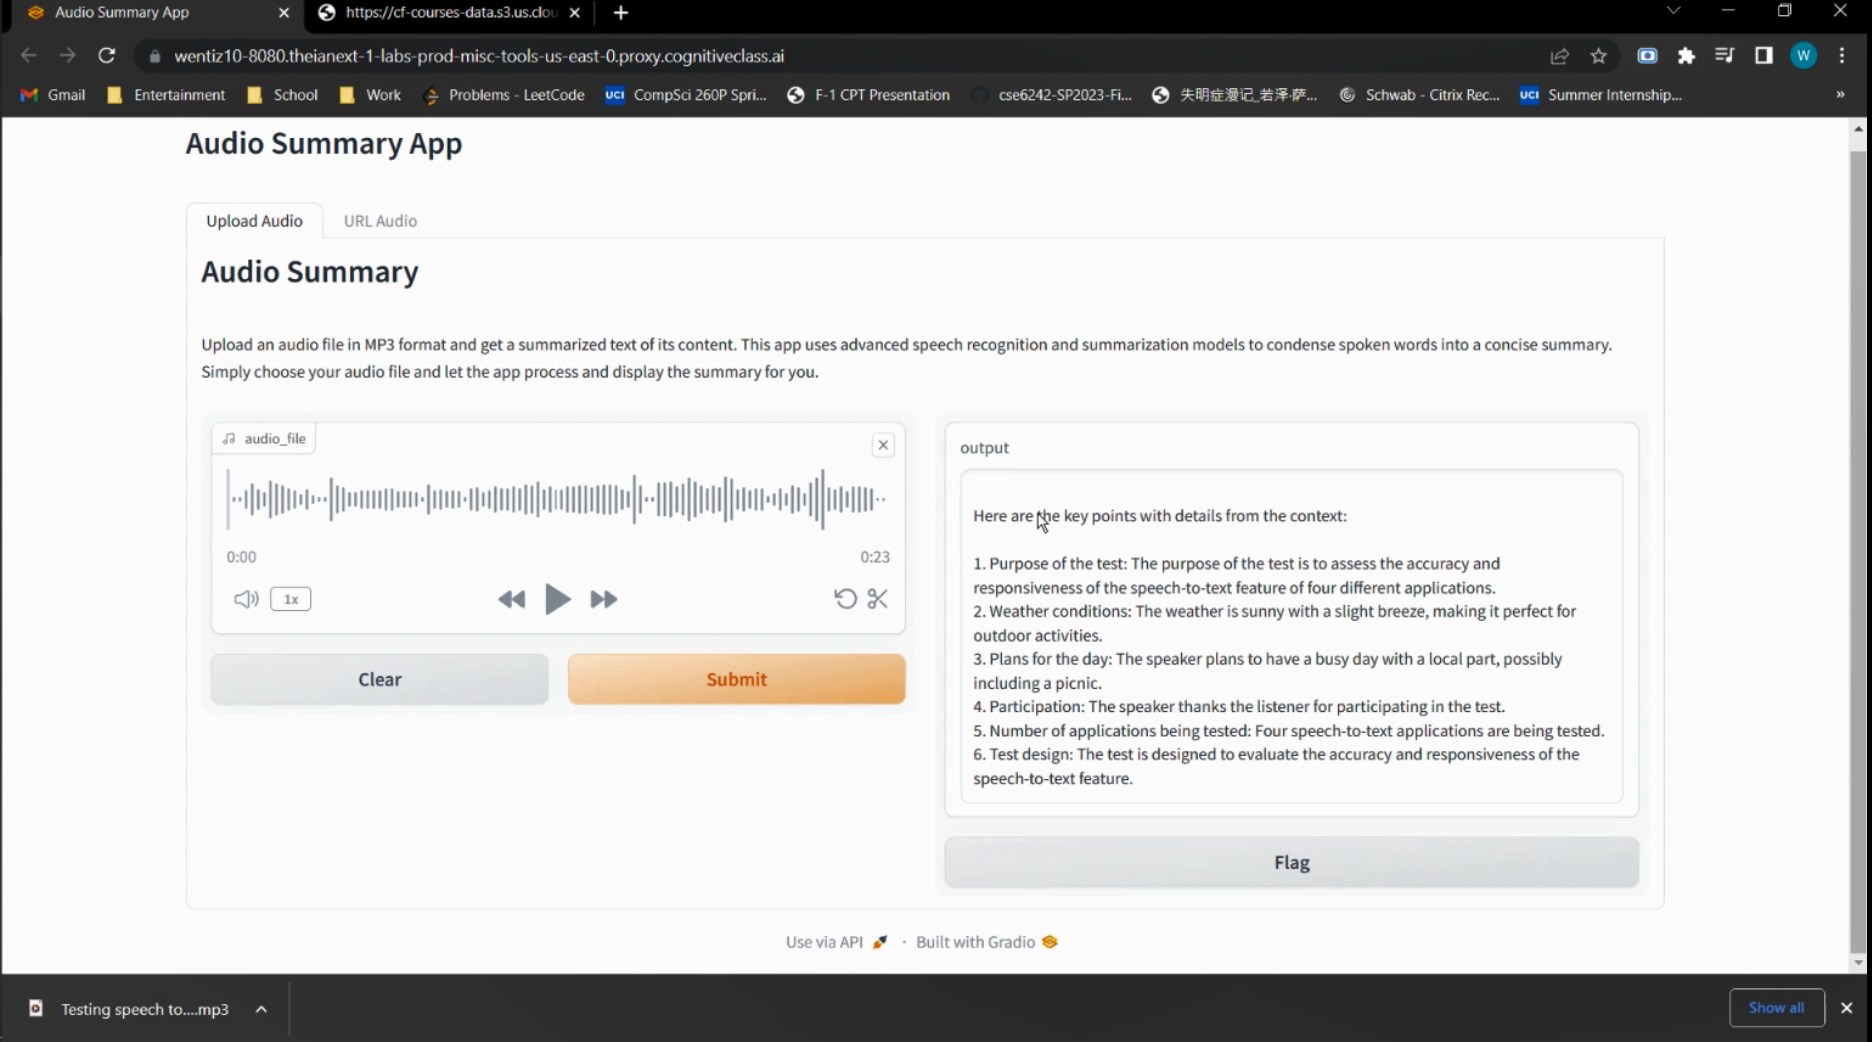 Audio Summary App
https://cf-courses-data.s3.us.clou
wentiz10-8080.theianext-1-labs-prod-misc-tools-us-east-0.proxy.cognitiveclass.ai
W
Gmail
Entertainment
School
Work
Problems - LeetCode
UCI CompSci 260P Spri...
F-1 CPT Presentation
cse6242-SP2023-Fi...
失明症漫记_若泽·萨...
Schwab - Citrix Rec...
UCI Summer Internship...
»
Audio Summary App
Upload Audio
URL Audio
Audio Summary
Upload an audio file in MP3 format and get a summarized text of its content. This app uses advanced speech recognition and summarization models to condense spoken words into a concise summary.
Simply choose your audio file and let the app process and display the summary for you.
audio_file
0:00
0:23
1x
Clear
Submit
output
Here are the key points with details from the context:
1. Purpose of the test: The purpose of the test is to assess the accuracy and
responsiveness of the speech-to-text feature of four different applications.
2. Weather conditions: The weather is sunny with a slight breeze, making it perfect for
outdoor activities.
3. Plans for the day: The speaker plans to have a busy day with a local part, possibly
including a picnic.
4. Participation: The speaker thanks the listener for participating in the test.
5. Number of applications being tested: Four speech-to-text applications are being tested.
6. Test design: The test is designed to evaluate the accuracy and responsiveness of the
speech-to-text feature.
Flag
Use via API · Built with Gradio
Testing speech to....mp3
Show all